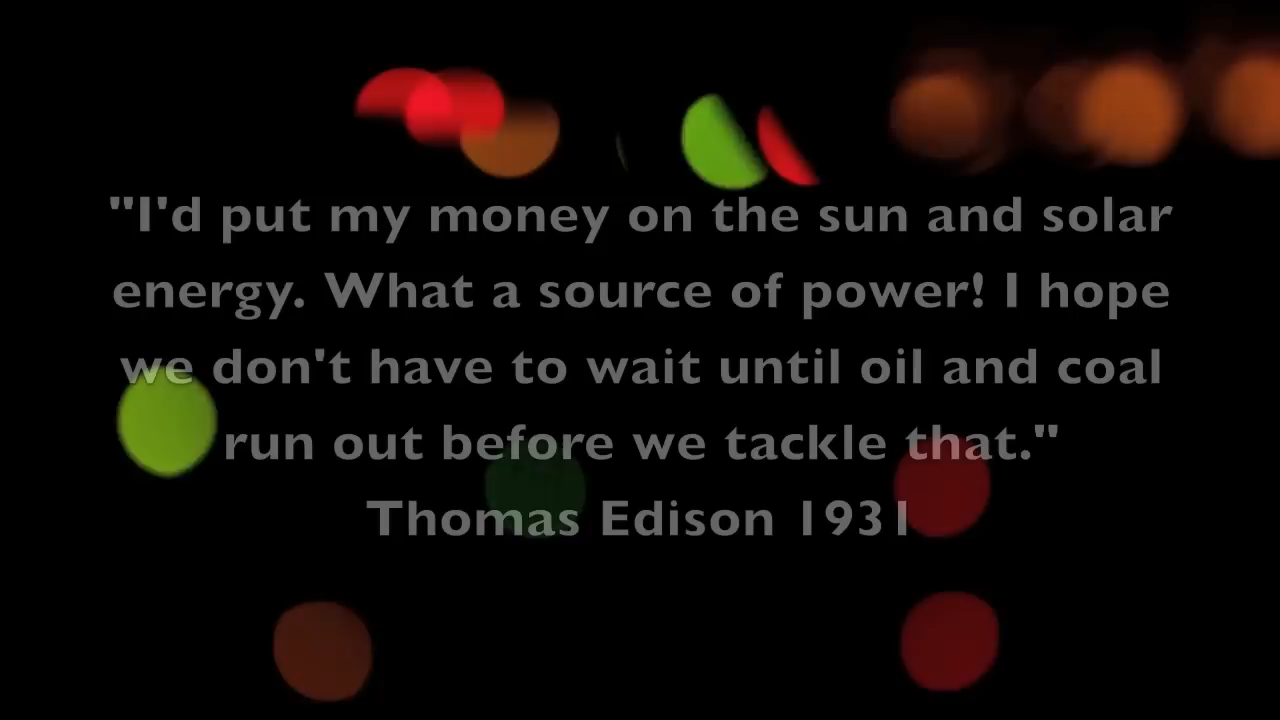 "I'd put my money on the sun and solar
energy. What a source of power! I hope
we don't have to wait until oil and coal
run out before we tackle that."
Thomas Edison 1931